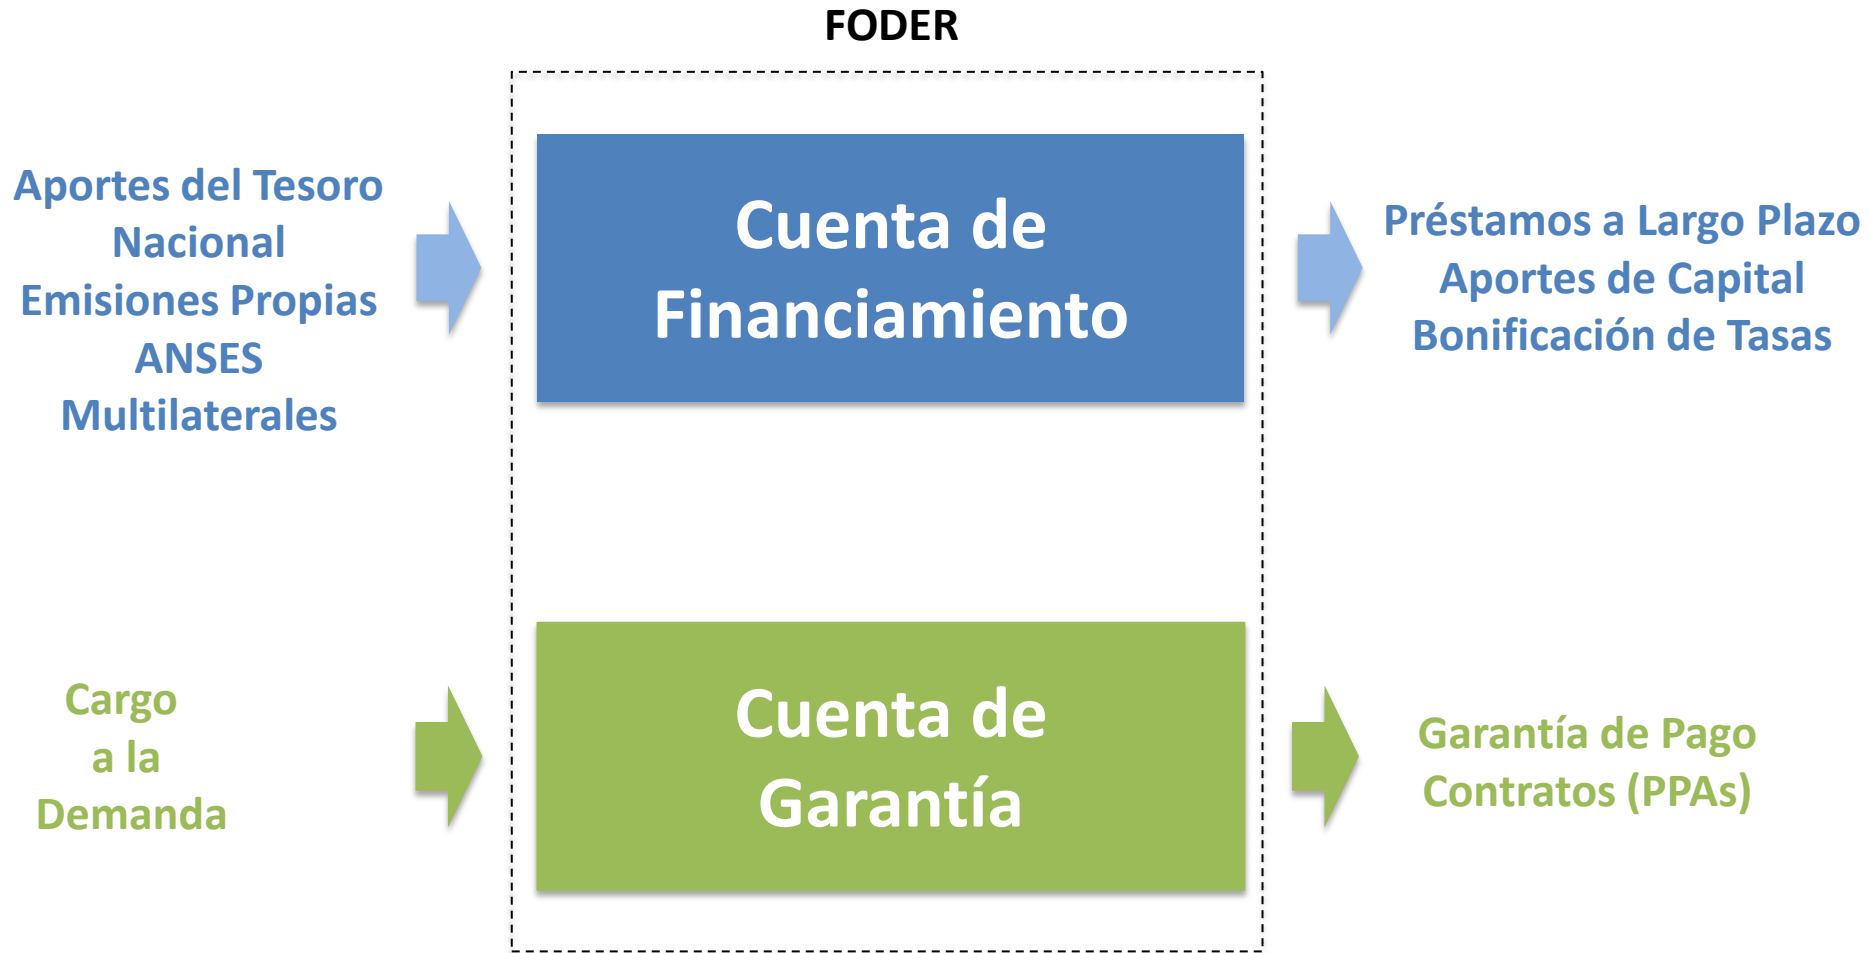 FODER
Aportes del Tesoro
Nacional
Emisiones Propias
ANSES
Multilaterales
Cuenta de
Financiamiento
Préstamos a Largo Plazo
Aportes de Capital
Bonificación de Tasas
Cargo
a la
Demanda
Cuenta de
Garantía
Garantía de Pago
Contratos (PPAs)